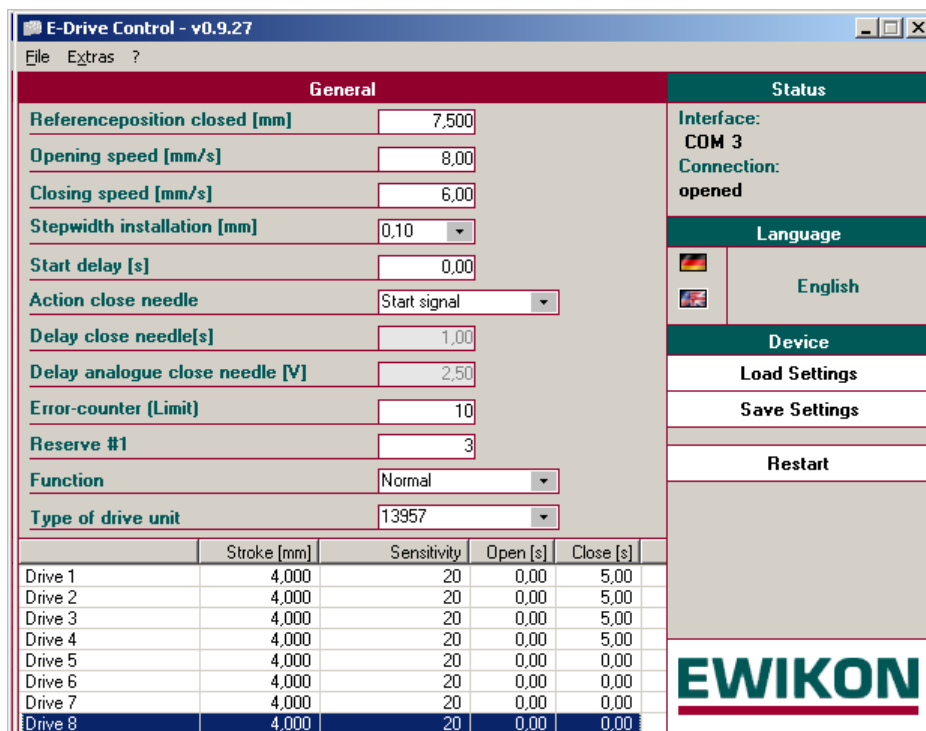 E-Drive Control - v0.9.27
File Extras ?
General
Referenceposition closed [mm] 7,500
Opening speed [mm/s] 8,00
Closing speed [mm/s] 6,00
Stepwidth installation [mm] 0,10
Start delay [s] 0,00
Action close needle Start signal
Delay close needle[s] 1,00
Delay analogue close needle [V] 2,50
Error-counter (Limit) 10
Reserve #1 3
Function Normal
Type of drive unit 13957
Stroke [mm] Sensitivity Open [s] Close [s]
Drive 1 4,000 20 0,00 5,00
Drive 2 4,000 20 0,00 5,00
Drive 3 4,000 20 0,00 5,00
Drive 4 4,000 20 0,00 5,00
Drive 5 4,000 20 0,00 0,00
Drive 6 4,000 20 0,00 0,00
Drive 7 4,000 20 0,00 0,00
Drive 8 4,000 20 0,00 0,00
Status
Interface:
COM 3
Connection:
opened
Language
English
Device
Load Settings
Save Settings
Restart
EWIKON